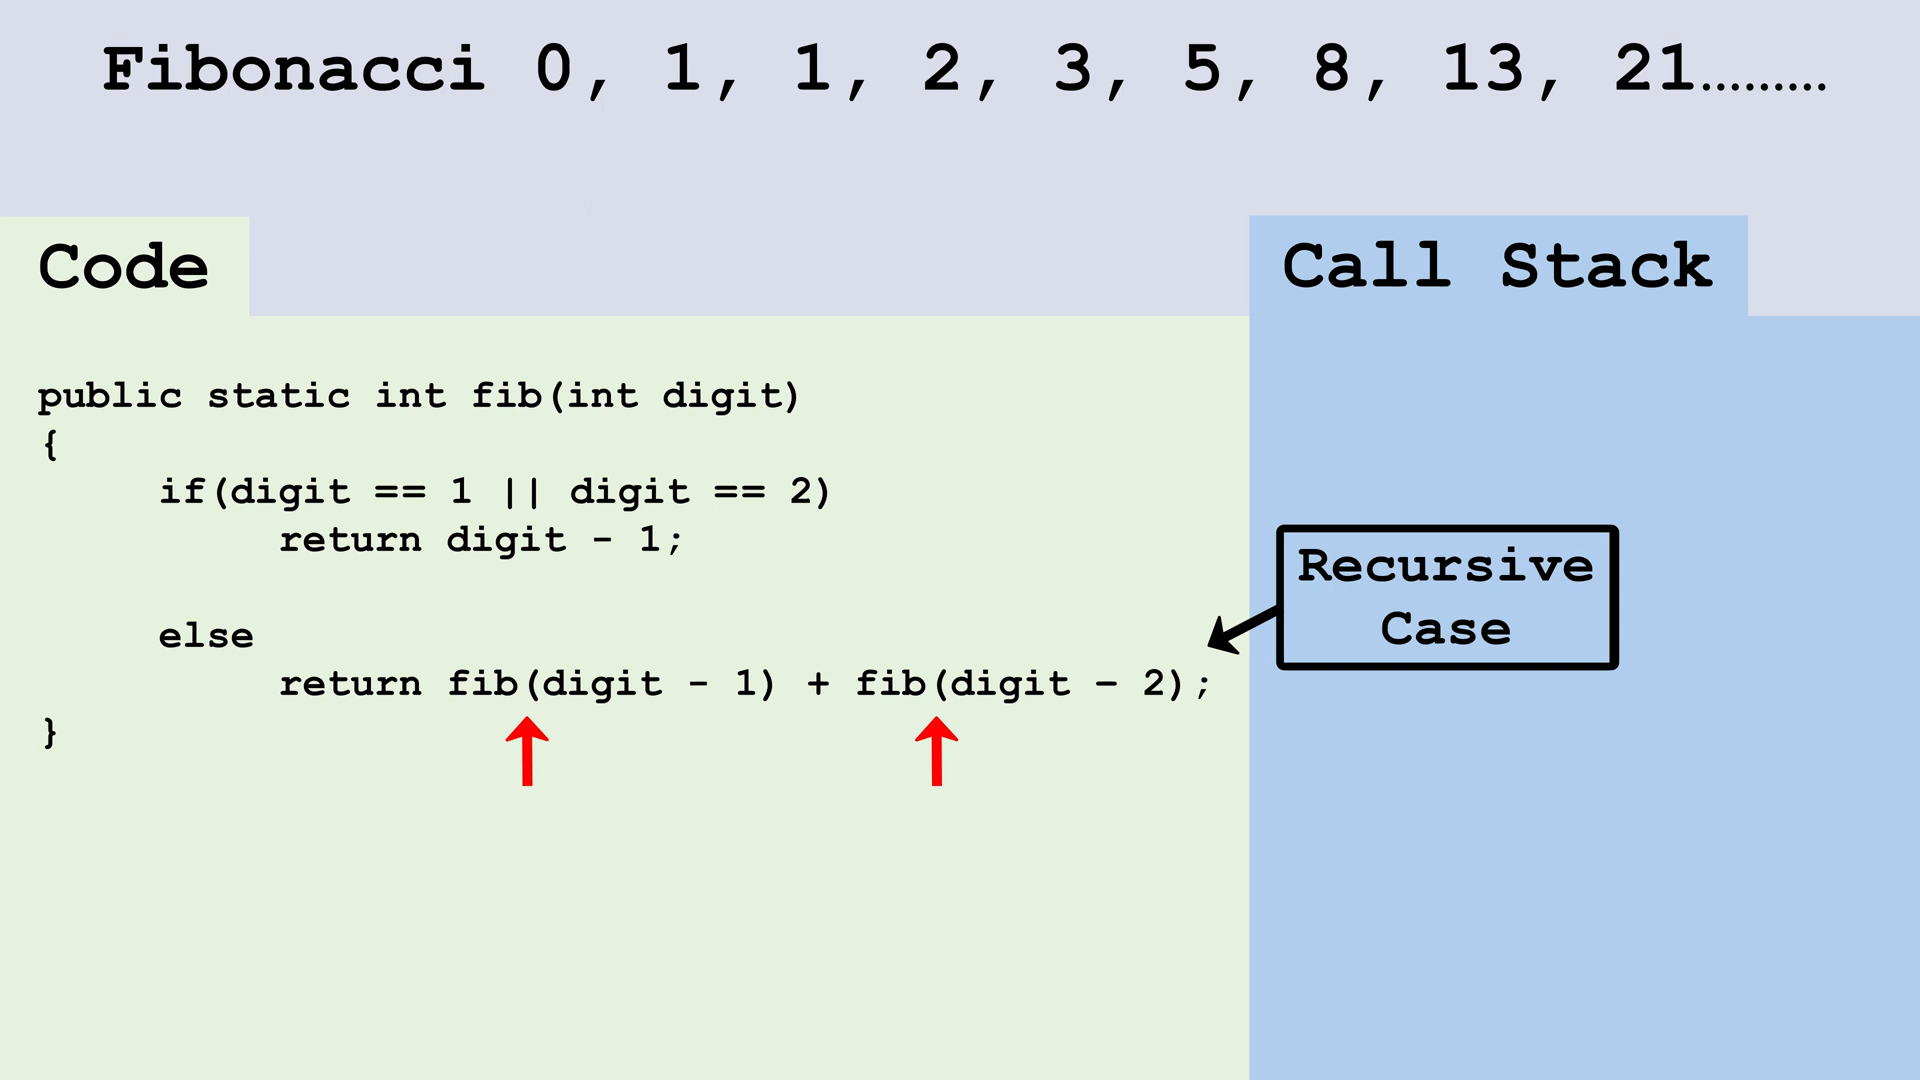 Fibonacci 0, 1, 1, 2, 3, 5, 8, 13, 21………
Code
public static int fib(int digit)
{
if(digit == 1 || digit == 2)
return digit - 1;
else
return fib(digit - 1) + fib(digit – 2);
}
Call Stack
Recursive
Case